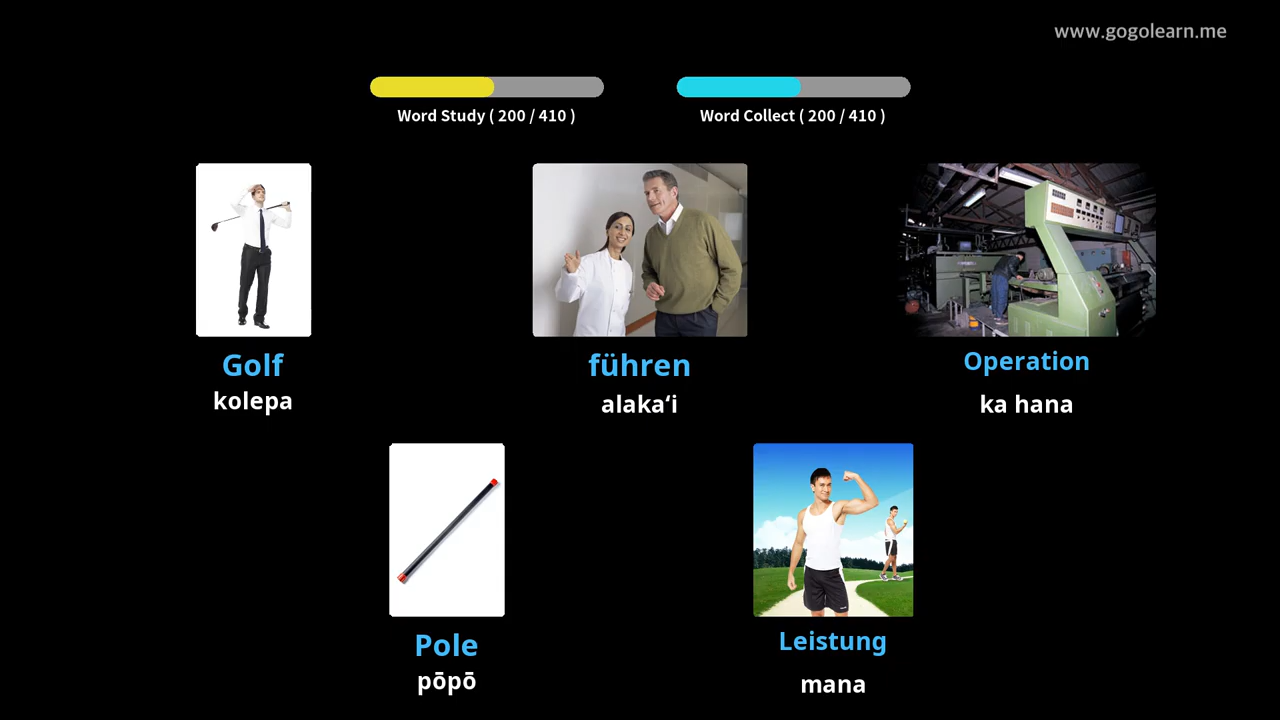 www.gogolearn.me
Word Study ( 200 / 410 )
Word Collect ( 200 / 410 )
Golf
kolepa
führen
alakaʻi
Operation
ka hana
Pole
pōpō
Leistung
mana